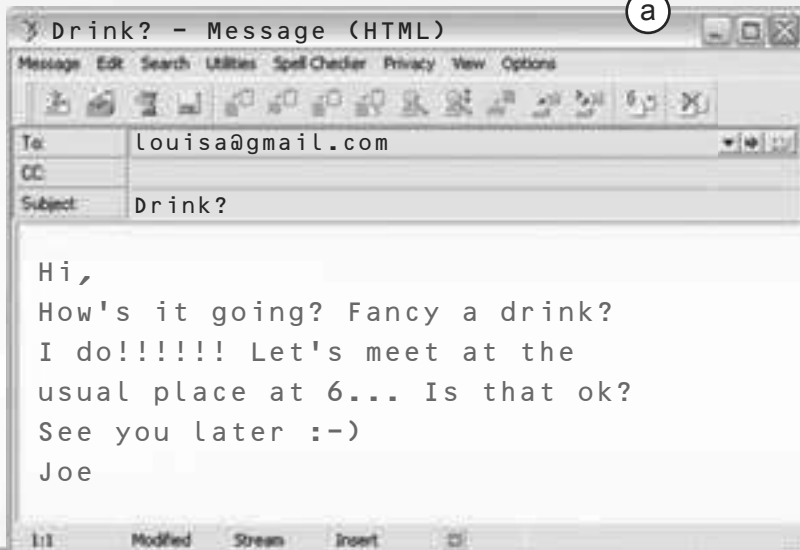 a
Drink? - Message (HTML)
Message Edit Search Utilities Spell Checker Privacy View Options
To: louisa@gmail.com
CC:
Subject: Drink?
Hi,
How's it going? Fancy a drink?
I do!!!!!! Let's meet at the
usual place at 6... Is that ok?
See you later :-)
Joe
1:1 Modified Stream Insert